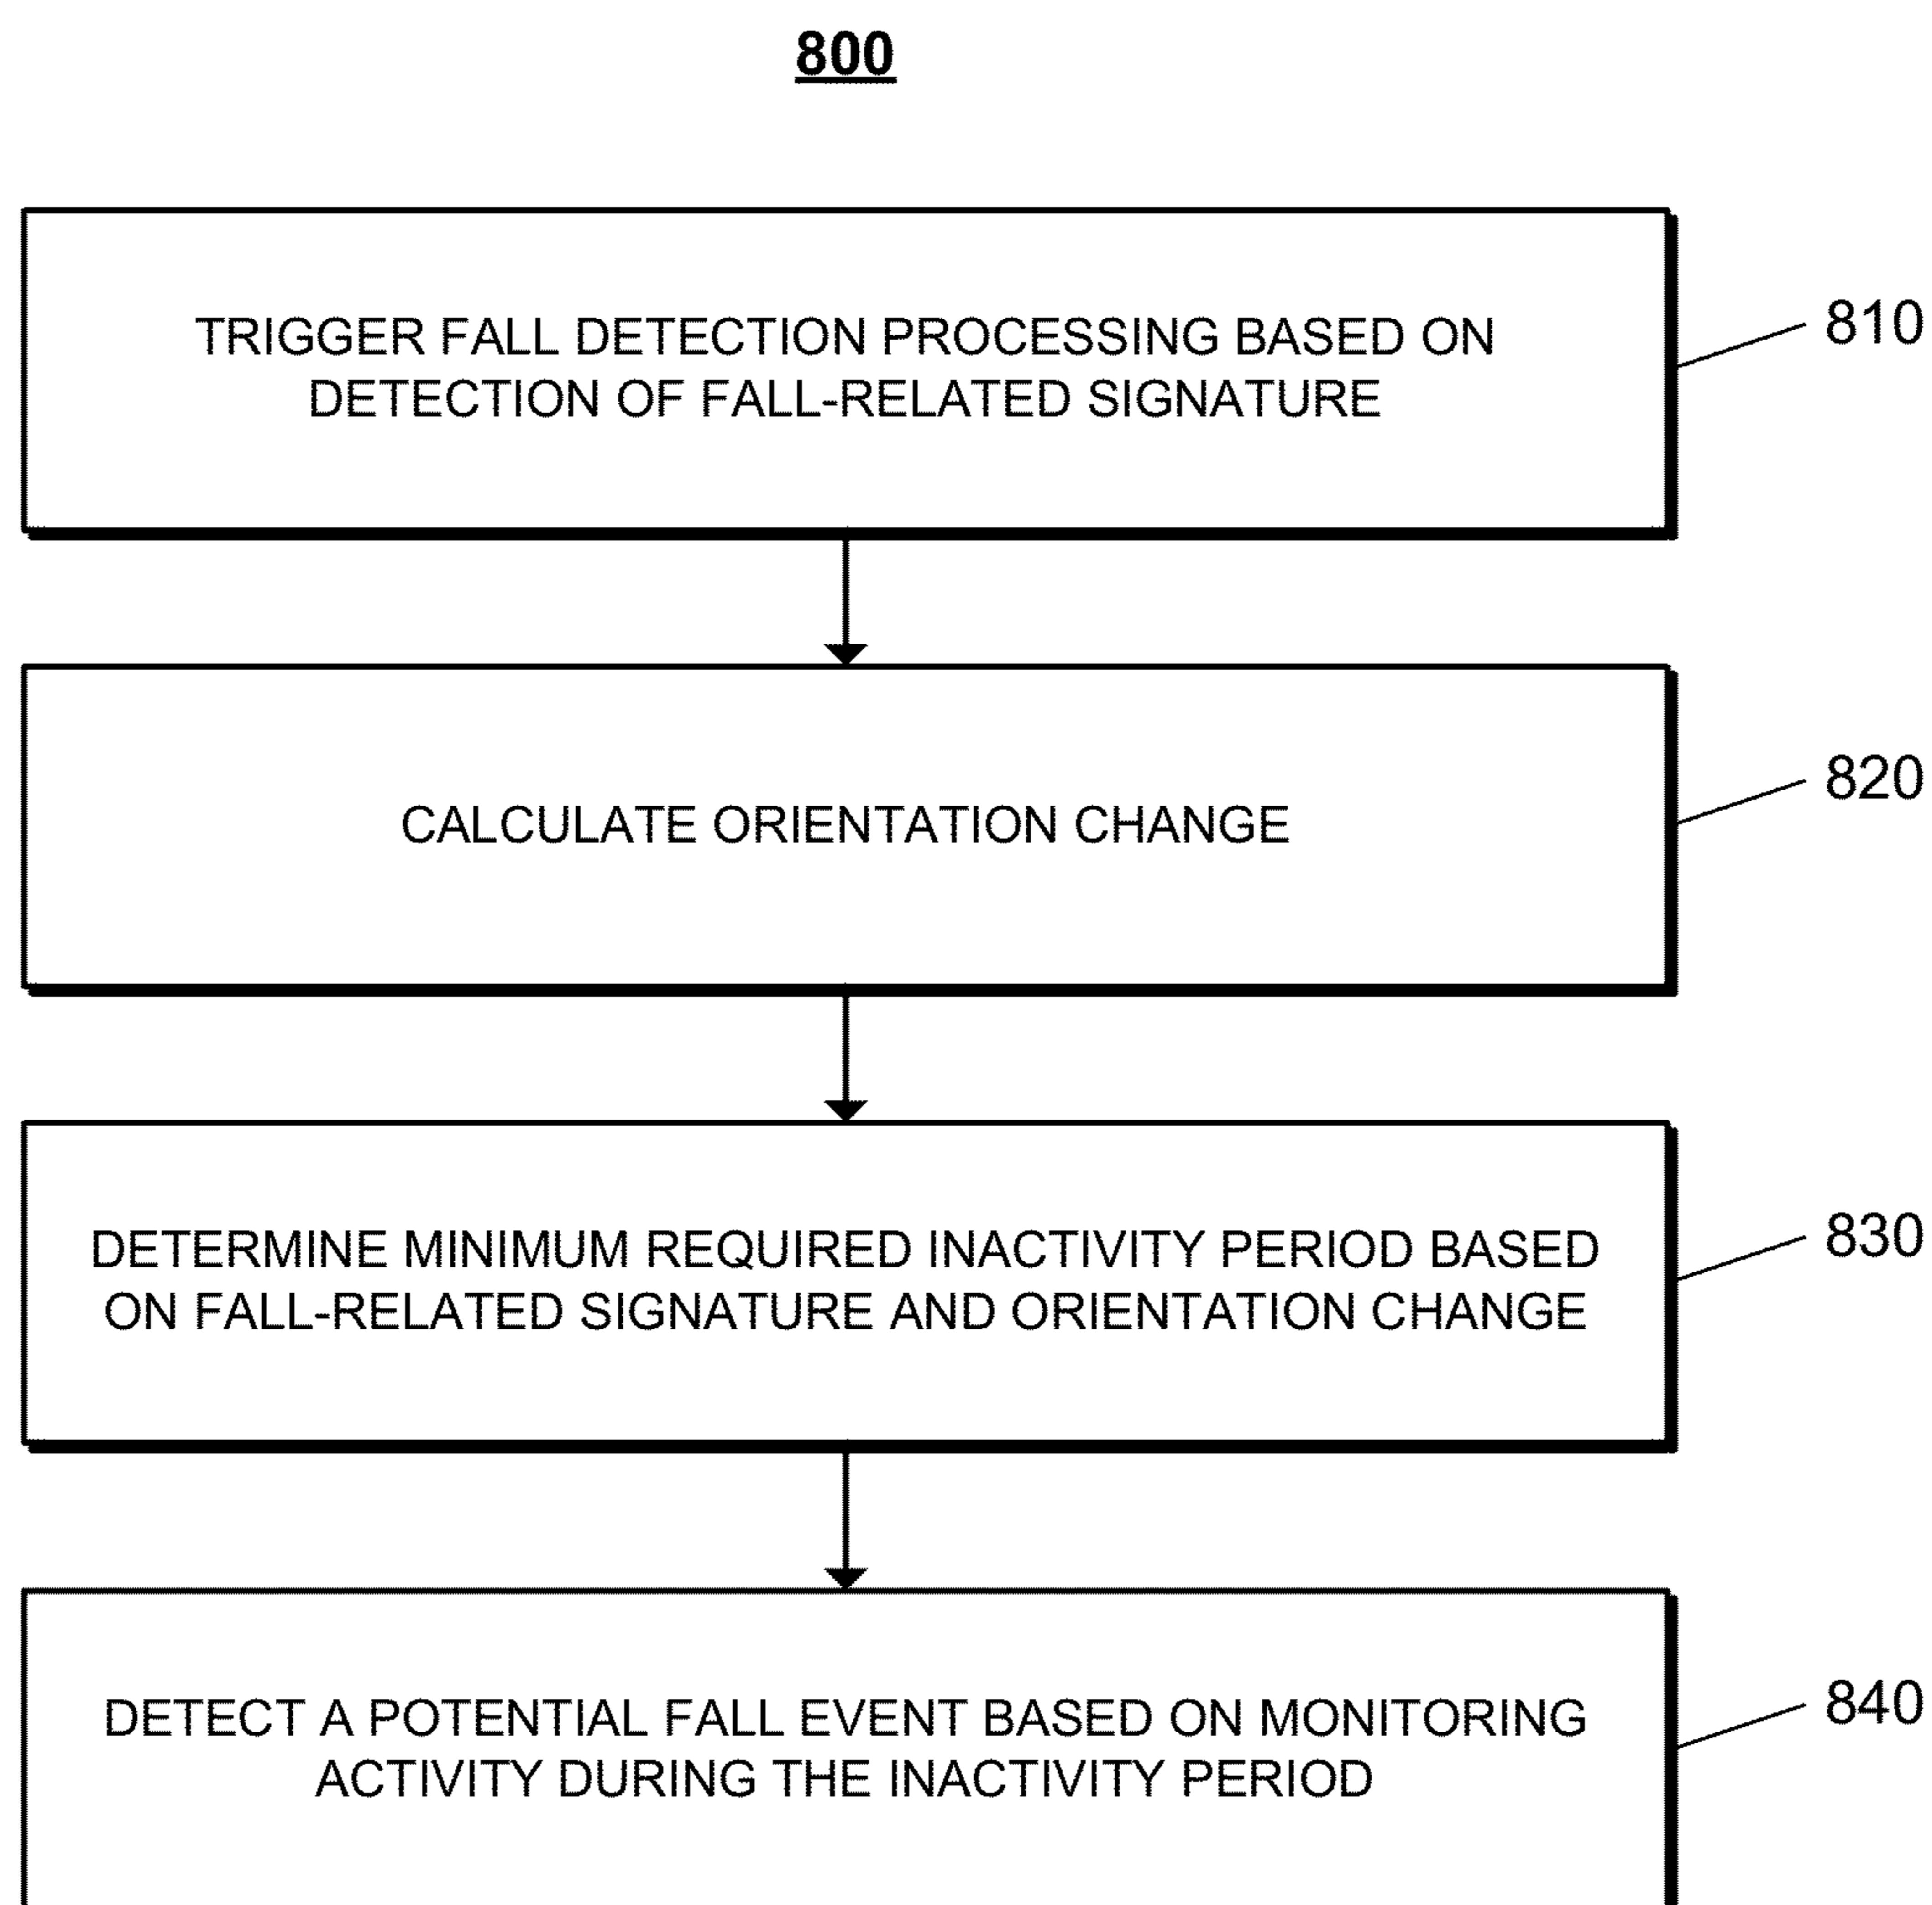 800
TRIGGER FALL DETECTION PROCESSING BASED ON
DETECTION OF FALL-RELATED SIGNATURE
810
CALCULATE ORIENTATION CHANGE
820
DETERMINE MINIMUM REQUIRED INACTIVITY PERIOD BASED
ON FALL-RELATED SIGNATURE AND ORIENTATION CHANGE
830
DETECT A POTENTIAL FALL EVENT BASED ON MONITORING
ACTIVITY DURING THE INACTIVITY PERIOD
840